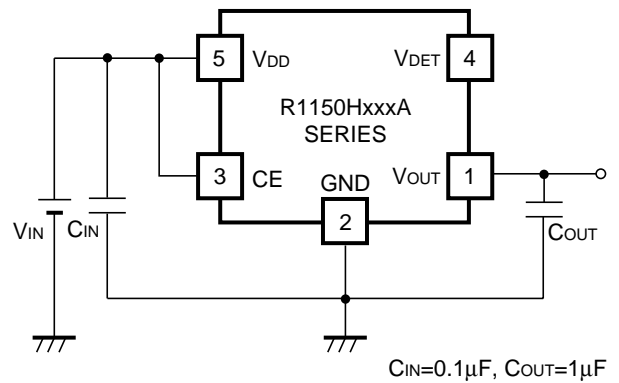 5 VDD
VDET 4
R1150HxxxA
SERIES
3 CE
GND
VOUT 1
2
VIN
CIN
COUT
CIN=0.1μF, COUT=1μF